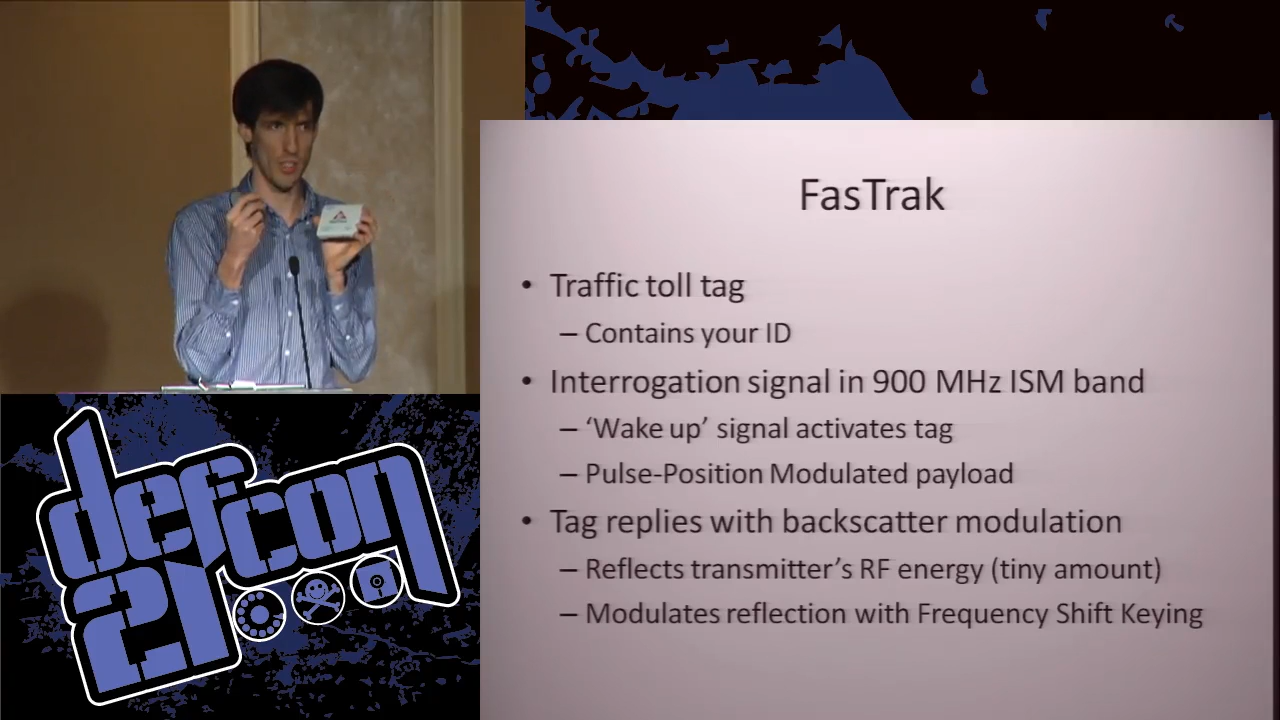 FasTrak
• Traffic toll tag
– Contains your ID
• Interrogation signal in 900 MHz ISM band
– ‘Wake up’ signal activates tag
– Pulse-Position Modulated payload
• Tag replies with backscatter modulation
– Reflects transmitter’s RF energy (tiny amount)
– Modulates reflection with Frequency Shift Keying
defcon
21